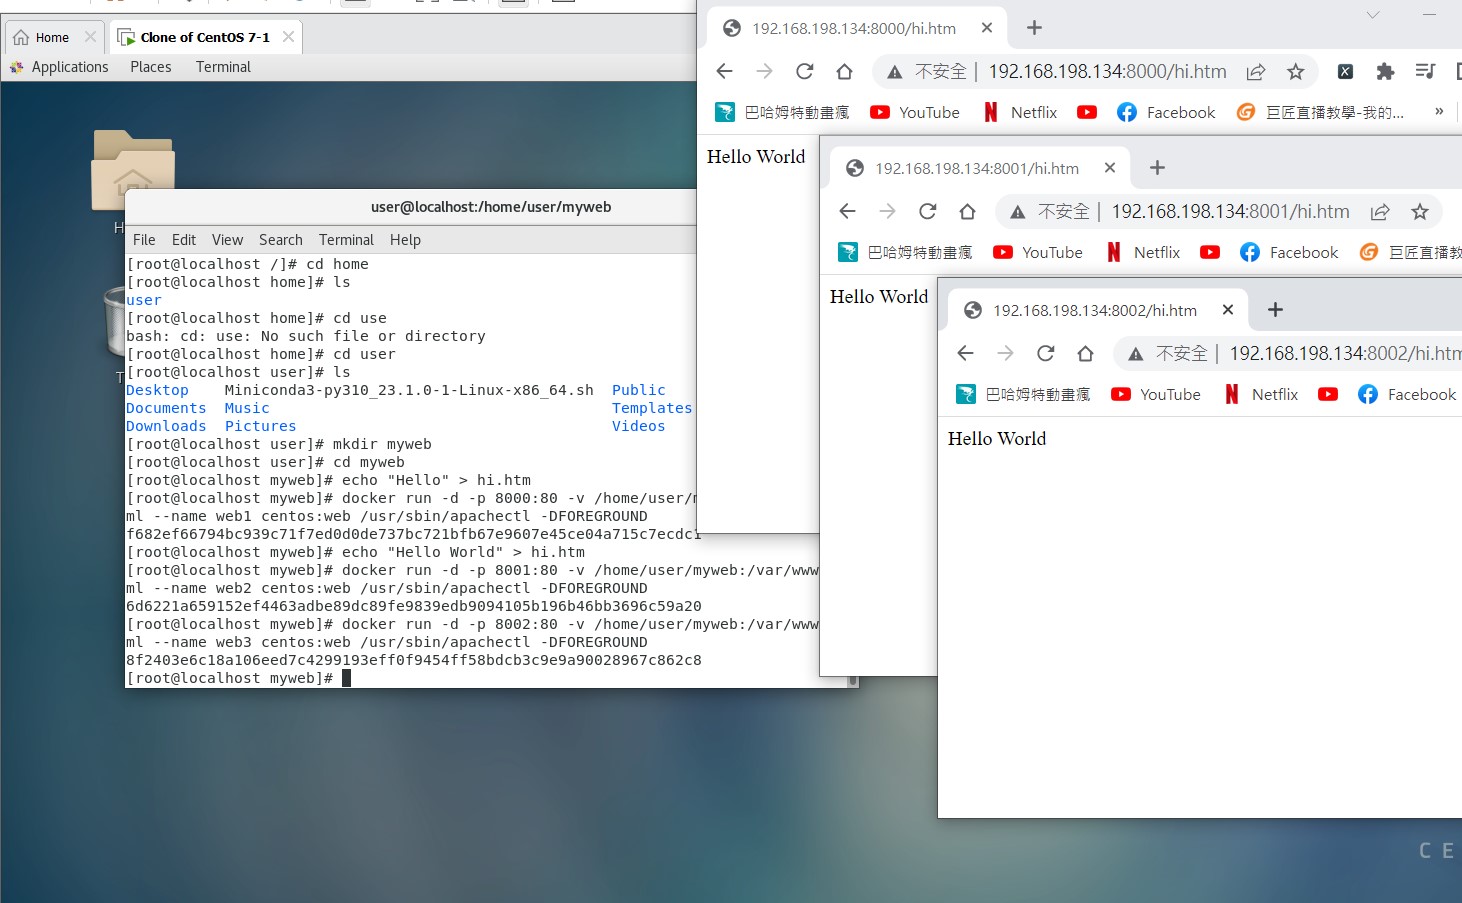 Home
Clone of CentOS 7-1
Applications Places Terminal
user@localhost:/home/user/myweb
File Edit View Search Terminal Help
[root@localhost /]# cd home
[root@localhost home]# ls
user
[root@localhost home]# cd use
bash: cd: use: No such file or directory
[root@localhost home]# cd user
[root@localhost user]# ls
Desktop Miniconda3-py310_23.1.0-1-Linux-x86_64.sh Public
Documents Music Templates
Downloads Pictures Videos
[root@localhost user]# mkdir myweb
[root@localhost user]# cd myweb
[root@localhost myweb]# echo "Hello" > hi.htm
[root@localhost myweb]# docker run -d -p 8000:80 -v /home/user/
ml --name web1 centos:web /usr/sbin/apachectl -DFOREGROUND
f682ef66794bc939c71f7ed0d0de737bc721bfb67e9607e45ce04a715c7ecdc1
[root@localhost myweb]# echo "Hello World" > hi.htm
[root@localhost myweb]# docker run -d -p 8001:80 -v /home/user/myweb:/var/www
ml --name web2 centos:web /usr/sbin/apachectl -DFOREGROUND
6d6221a659152ef4463adbe89dc89fe9839edb9094105b196b46bb3696c59a20
[root@localhost myweb]# docker run -d -p 8002:80 -v /home/user/myweb:/var/www
ml --name web3 centos:web /usr/sbin/apachectl -DFOREGROUND
8f2403e6c18a106eed7c4299193eff0f9454ff58bdcb3c9e9a90028967c862c8
[root@localhost myweb]#
192.168.198.134:8000/hi.htm
不安全 | 192.168.198.134:8000/hi.htm
巴哈姆特動畫瘋 YouTube Netflix Facebook 巨匠直播教學-我的... »
Hello World
192.168.198.134:8001/hi.htm
不安全 | 192.168.198.134:8001/hi.htm
巴哈姆特動畫瘋 YouTube Netflix Facebook 巨匠直播教
Hello World
192.168.198.134:8002/hi.htm
不安全 | 192.168.198.134:8002/hi.htm
巴哈姆特動畫瘋 YouTube Netflix Facebook
Hello World
C E